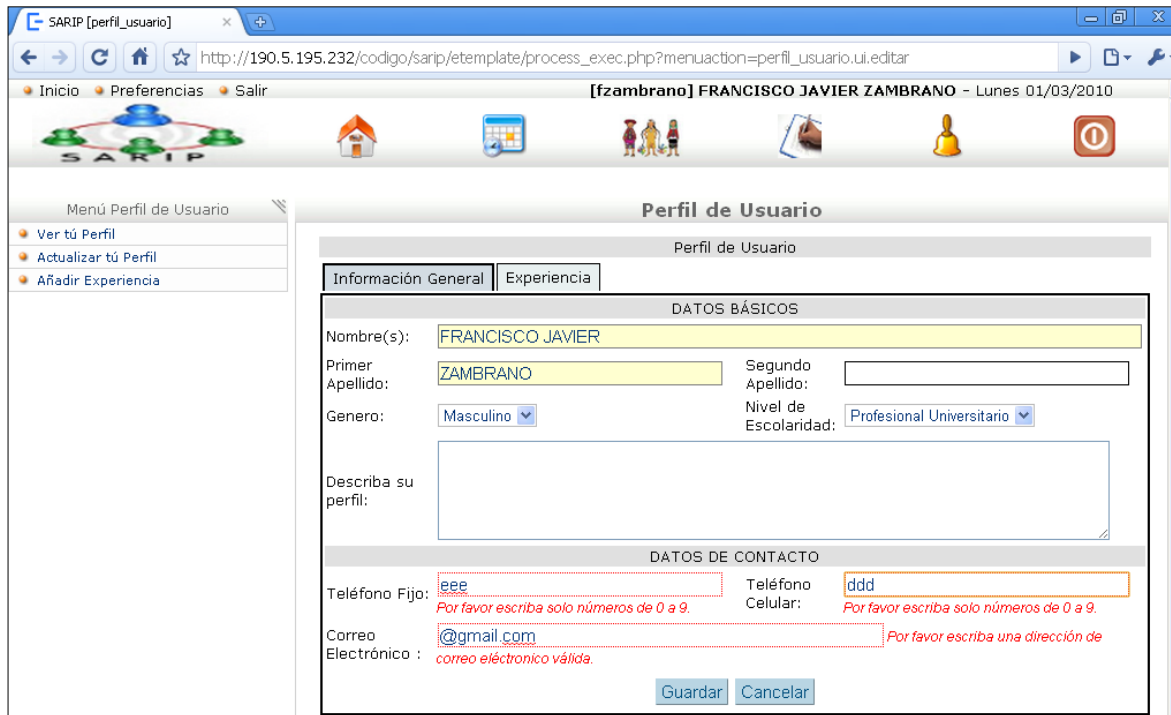 SARIP [perfil_usuario]
http://190.5.195.232/codigo/sarip/etemplate/process_exec.php?menuaction=perfil_usuario.ui.editar
Inicio Preferencias Salir [fzambrano] FRANCISCO JAVIER ZAMBRANO - Lunes 01/03/2010
SARIP
Menú Perfil de Usuario
Ver tú Perfil
Actualizar tú Perfil
Añadir Experiencia
Perfil de Usuario
Perfil de Usuario
Información General Experiencia
DATOS BÁSICOS
Nombre(s): FRANCISCO JAVIER
Primer Apellido: ZAMBRANO Segundo Apellido:
Genero: Masculino Nivel de Escolaridad: Profesional Universitario
Describa su perfil:
DATOS DE CONTACTO
Teléfono Fijo: eee Teléfono Celular: ddd
Por favor escriba solo números de 0 a 9. Por favor escriba solo números de 0 a 9.
Correo Electrónico : @gmail.com Por favor escriba una dirección de
correo eléctronico válida.
Guardar Cancelar